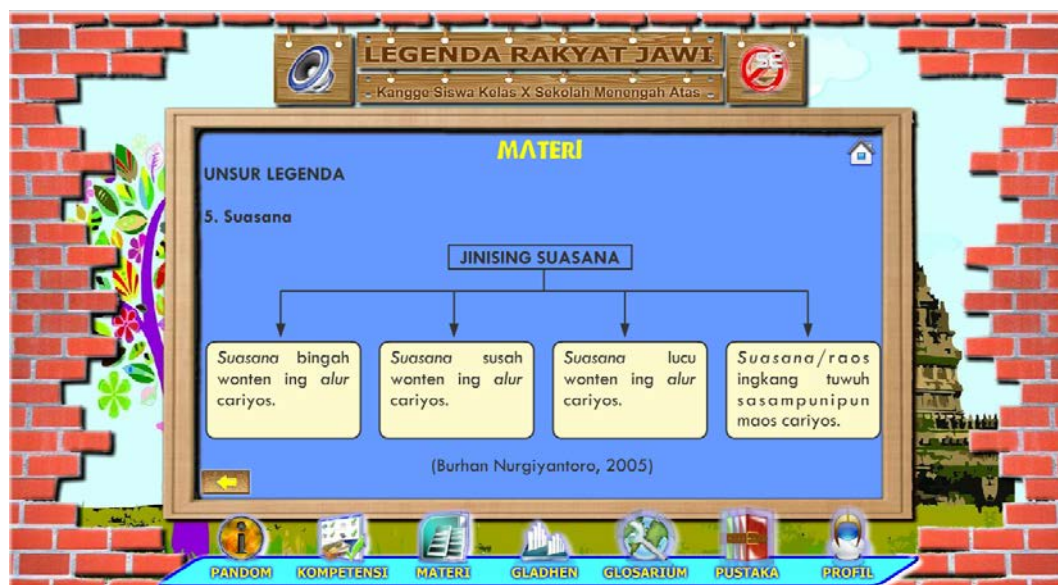 LEGENDA RAKYAT JAWI
Kangge Siswa Kelas X Sekolah Menengah Atas
SE
MATERI
UNSUR LEGENDA
5. Suasana
JINISING SUASANA
Suasana bingah
wonten ing alur
cariyos.
Suasana susah
wonten ing alur
cariyos.
Suasana lucu
wonten ing alur
cariyos.
Suasana/raos
ingkang tuwuh
sasampunipun
maos cariyos.
(Burhan Nurgiyantoro, 2005)
PANDOM KOMPETENSI MATERI GLADHEN GLOSARIUM PUSTAKA PROFIL